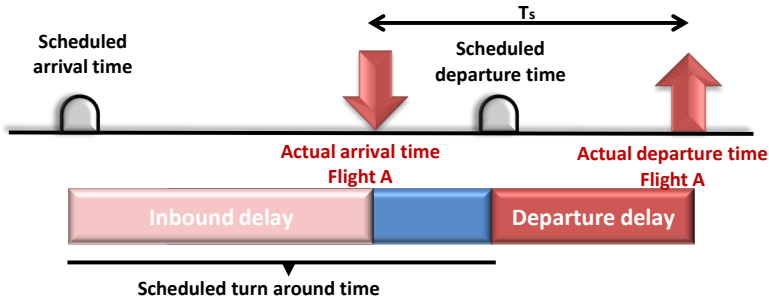 Ts
Scheduled
arrival time
Scheduled
departure time
Actual arrival time
Flight A
Actual departure time
Flight A
Inbound delay
Departure delay
Scheduled turn around time